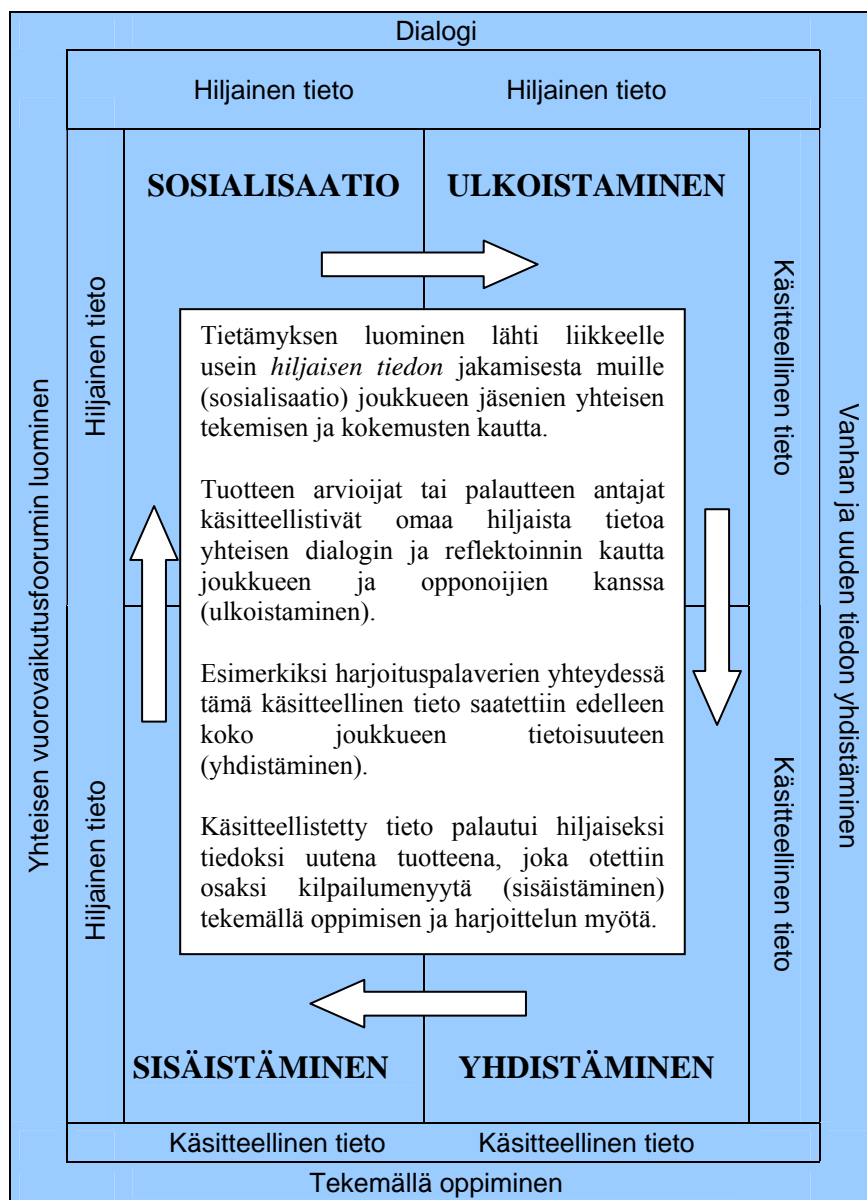 Dialogi
Hiljainen tieto
Hiljainen tieto
SOSIALISAATIO
ULKOISTAMINEN
Yhteisen vuorovaikutusfoorumin luominen
Hiljainen tieto
Hiljainen tieto
Tietämyksen luominen lähti liikkeelle
usein hiljaisen tiedon jakamisesta muille
(sosialisaatio) joukkueen jäsenien yhteisen
tekemisen ja kokemusten kautta.
Tuotteen arvioijat tai palautteen antajat
käsitteellistivät omaa hiljaista tietoa
yhteisen dialogin ja reflektoinnin kautta
joukkueen ja opponoijien kanssa
(ulkoistaminen).
Esimerkiksi harjoituspalaverien yhteydessä
tämä käsitteellinen tieto saatettiin edelleen
koko joukkueen tietoisuuteen
(yhdistäminen).
Käsitteellistetty tieto palautui hiljaiseksi
tiedoksi uutena tuotteena, joka otettiin
osaksi kilpailumenyytä (sisäistäminen)
tekemällä oppimisen ja harjoittelun myötä.
Käsitteellinen tieto
Käsitteellinen tieto
Vanhan ja uuden tiedon yhdistäminen
SISÄISTÄMINEN
YHDISTÄMINEN
Käsitteellinen tieto
Käsitteellinen tieto
Tekemällä oppiminen